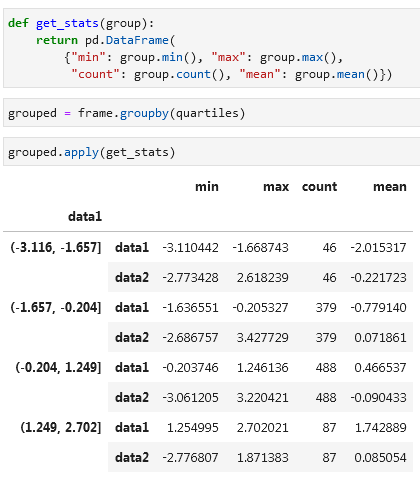 def get_stats(group):
    return pd.DataFrame(
        {"min": group.min(), "max": group.max(),
         "count": group.count(), "mean": group.mean()})
grouped = frame.groupby(quartiles)
grouped.apply(get_stats)
min max count mean
data1
(-3.116, -1.657] data1 -3.110442 -1.668743 46 -2.015317
data2 -2.773428 2.618239 46 -0.221723
(-1.657, -0.204] data1 -1.636551 -0.205327 379 -0.779140
data2 -2.686757 3.427729 379 0.071861
(-0.204, 1.249] data1 -0.203746 1.246136 488 0.466537
data2 -3.061205 3.220421 488 -0.090433
(1.249, 2.702] data1 1.254995 2.702021 87 1.742889
data2 -2.776807 1.871383 87 0.085054